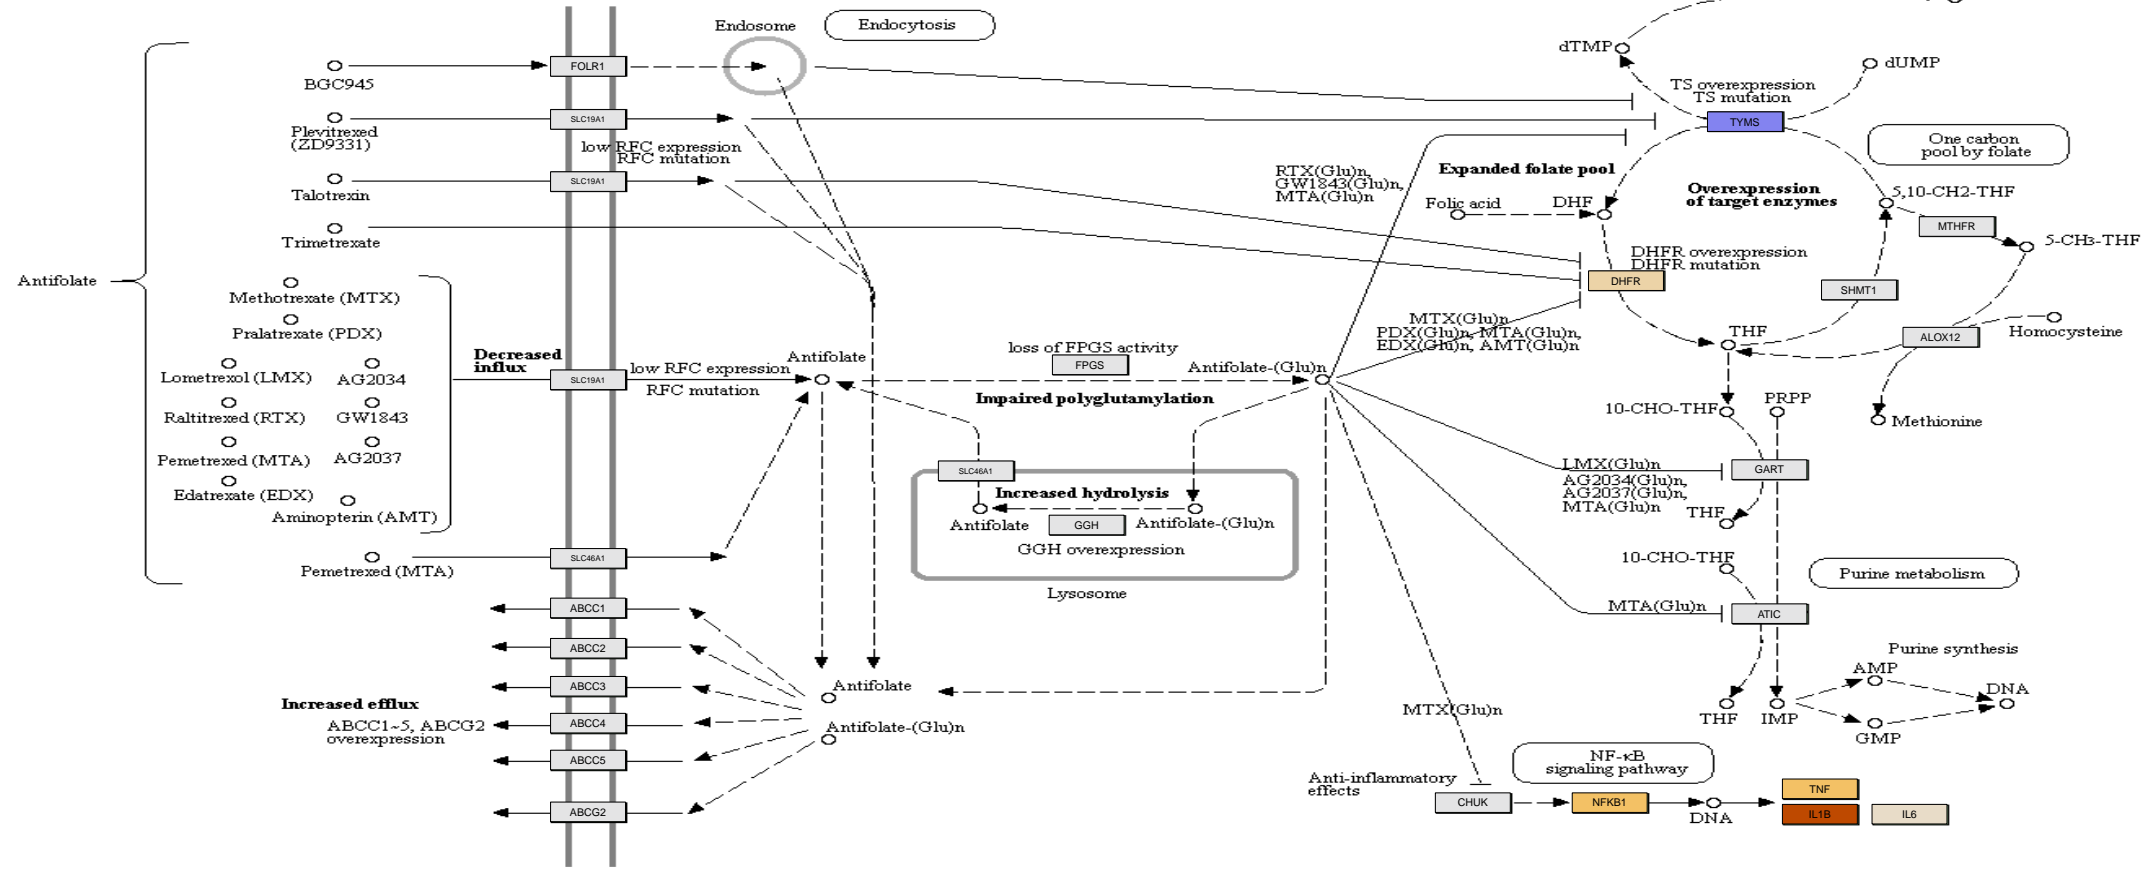 Endosome
Endocytosis
dTMP
dUMP
FOLR1
BGC945
TS overexpression
TS mutation
TYMS
SLC19A1
Plevitrexed
(ZD9331)
low RFC expression
RFC mutation
One carbon
pool by folate
SLC19A1
Talotrexin
RTX(Glu)n,
GW1843(Glu)n,
MTA(Glu)n
Expanded folate pool
Overexpression
of target enzymes
5,10-CH2-THF
Folic acid
DHF
MTHFR
Trimetrexate
5-CH3-THF
DHFR overexpression
DHFR mutation
DHFR
SHMT1
Antifolate
Methotrexate (MTX)
Pralatrexate (PDX)
MTX(Glu)n
PDX(Glu)n, MTA(Glu)n,
EDX(Glu)n, AMT(Glu)n
THF
ALOX12
Homocysteine
Decreased
influx
Lometrexol (LMX)
AG2034
SLC19A1
low RFC expression
RFC mutation
Antifolate
loss of FPGS activity
FPGS
Antifolate-(Glu)n
Impaired polyglutamylation
Raltitrexed (RTX)
GW1843
10-CHO-THF
PRPP
Methionine
Pemetrexed (MTA)
AG2037
SLC46A1
LMX(Glu)n
AG2034(Glu)n,
AG2037(Glu)n,
MTA(Glu)n
GART
THF
Edatrexate (EDX)
Aminopterin (AMT)
Increased hydrolysis
Antifolate
GGH
Antifolate-(Glu)n
GGH overexpression
Lysosome
Pemetrexed (MTA)
SLC46A1
10-CHO-THF
Purine metabolism
MTA(Glu)n
ATIC
ABCC1
ABCC2
ABCC3
ABCC4
ABCC5
ABCG2
Increased efflux
ABCC1~5, ABCG2
overexpression
Antifolate
Antifolate-(Glu)n
Purine synthesis
AMP
DNA
THF
IMP
GMP
MTX(Glu)n
NF-κB
signaling pathway
Anti-inflammatory
effects
CHUK
NFKB1
DNA
TNF
IL1B
IL6